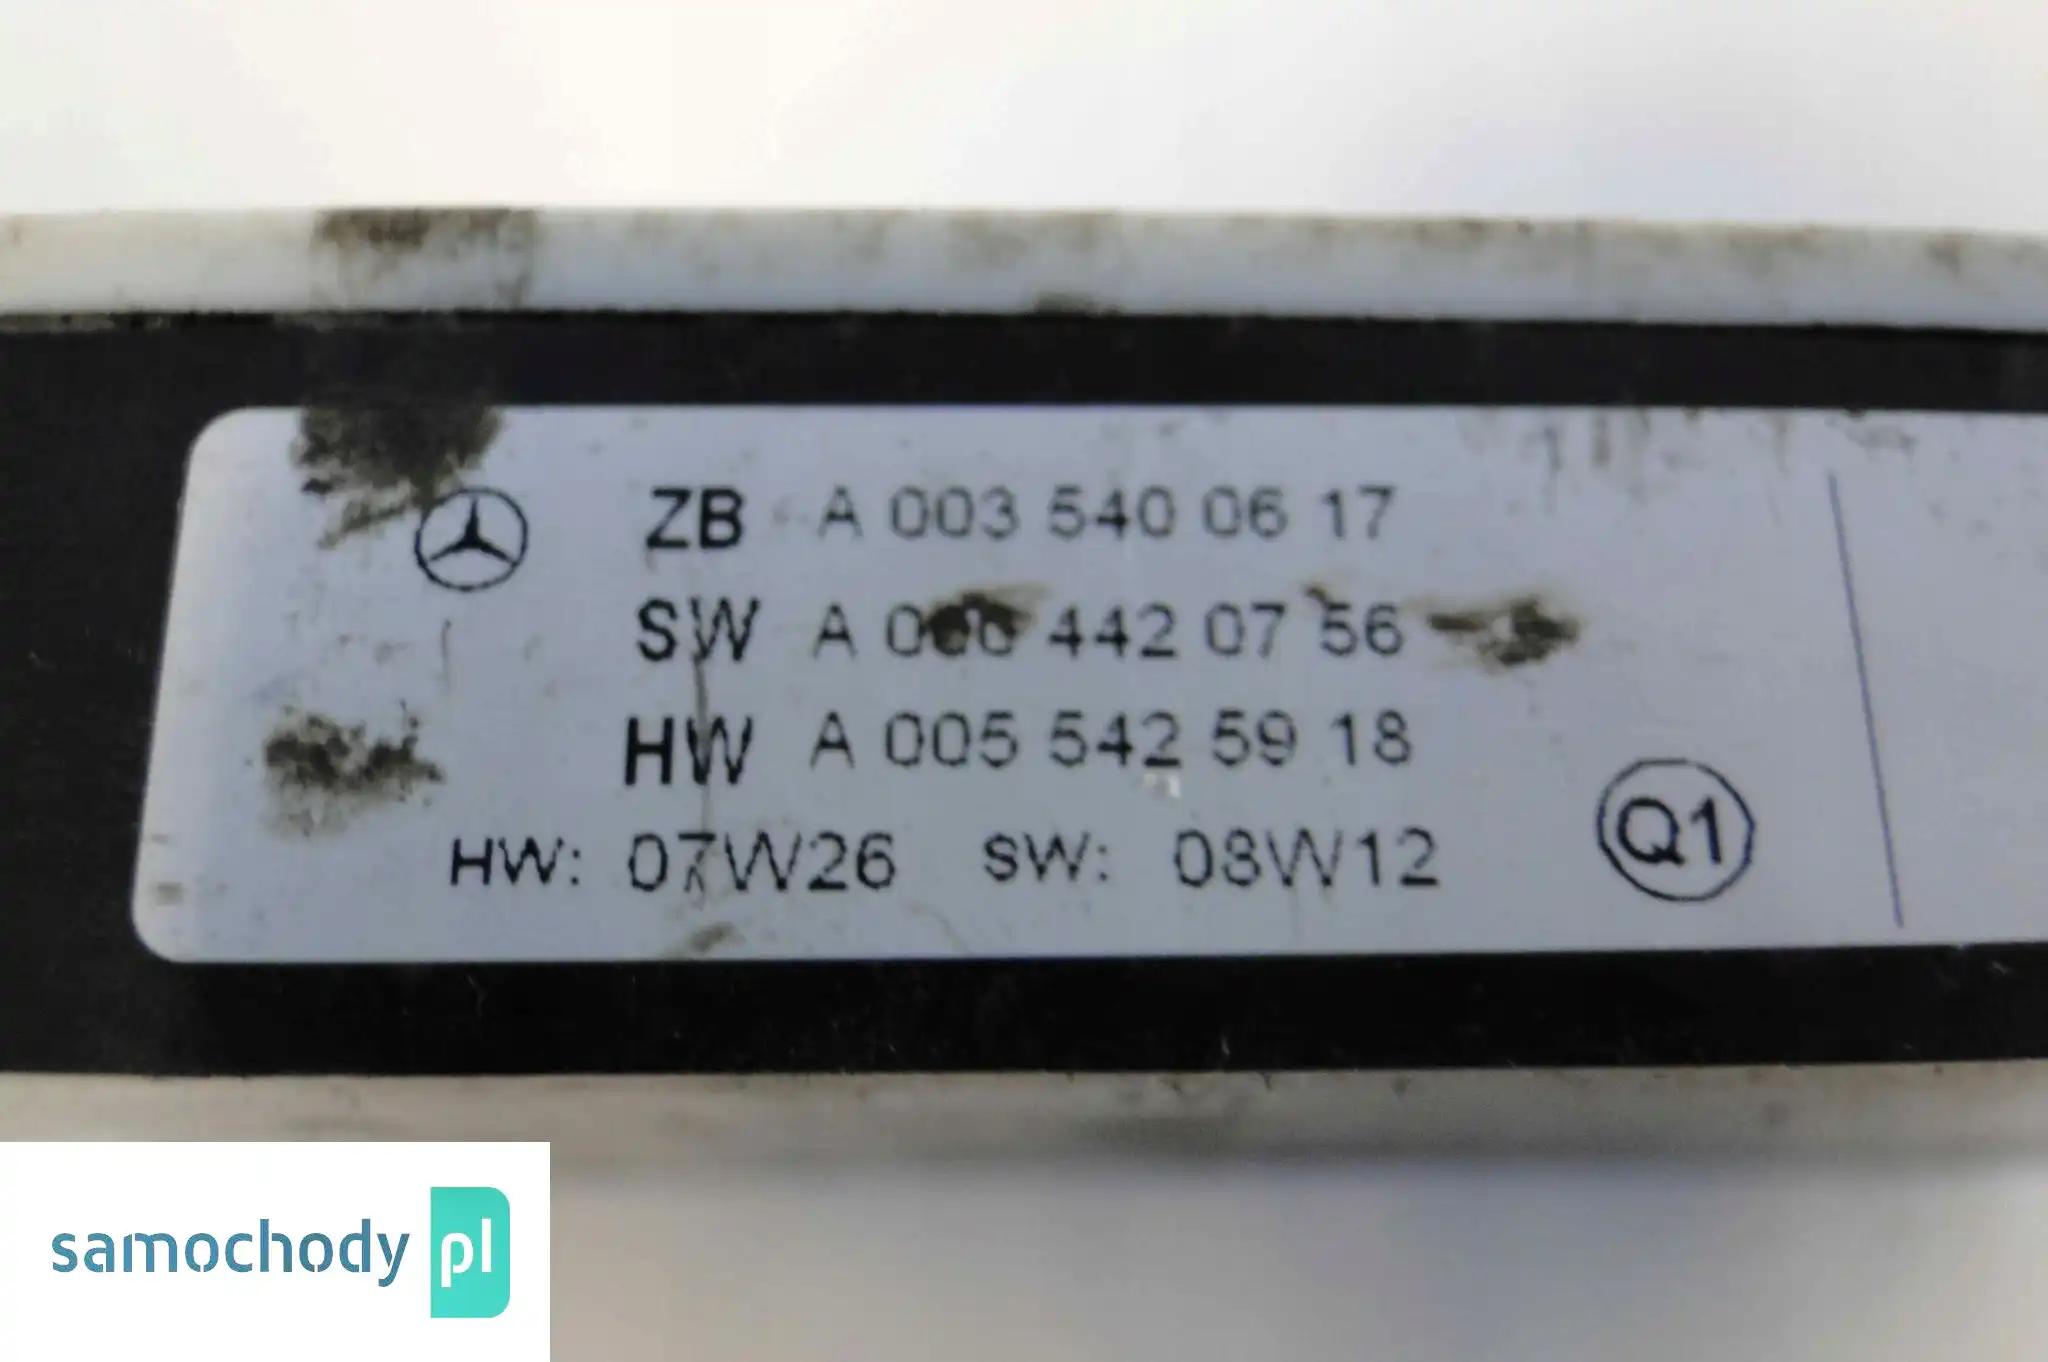 ZB A 003 540 06 17
SW A 000 442 07 56
HW A 005 542 59 18
HW: 07W26 SW: 08W12
Q1
samochody pl